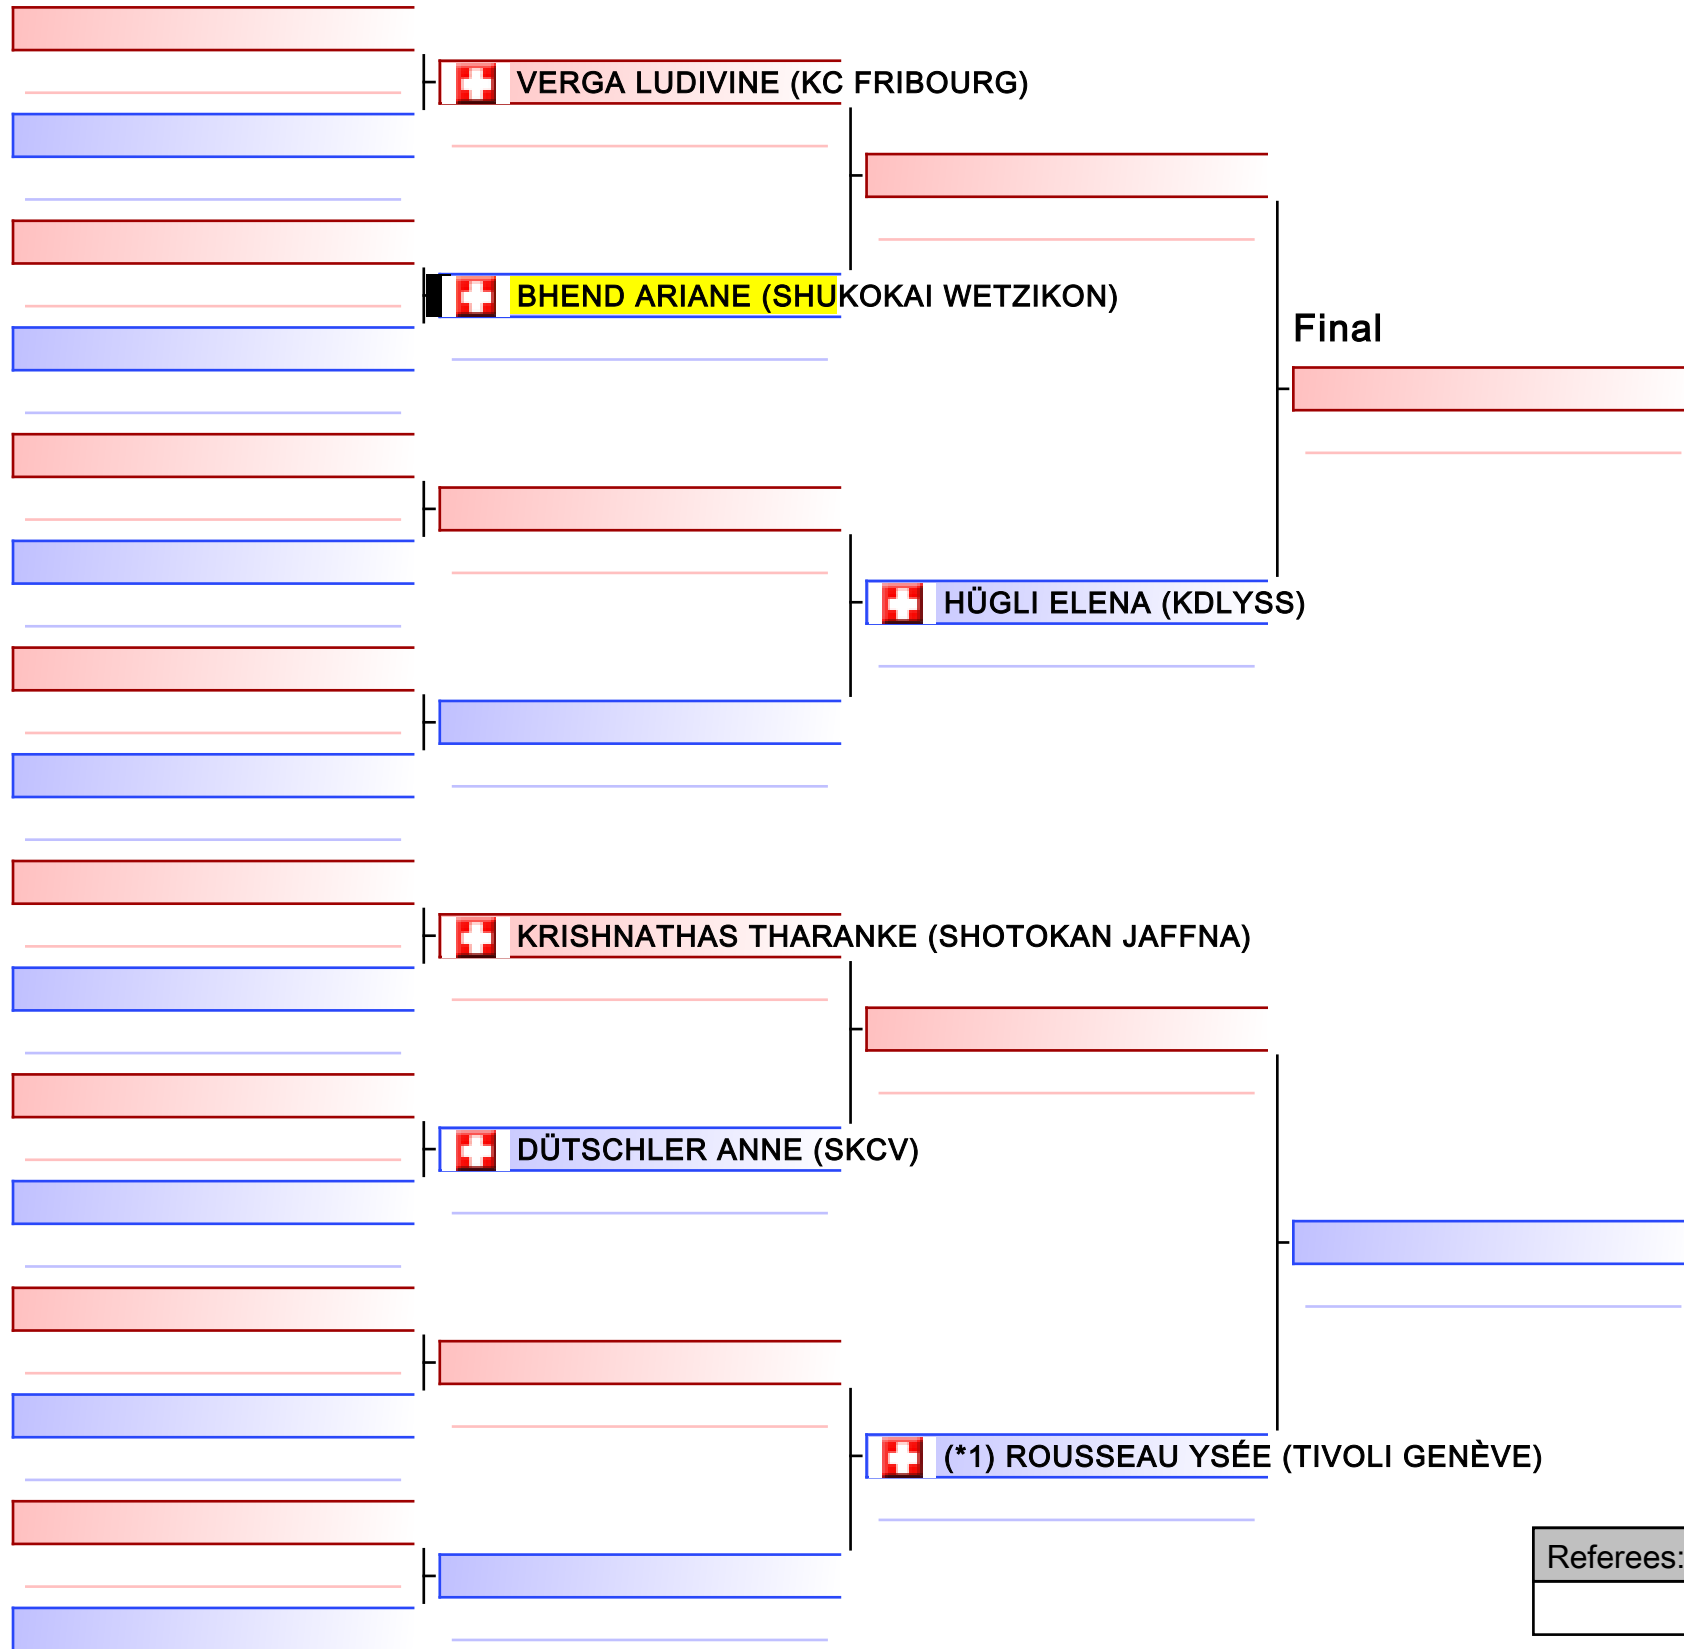 VERGA LUDIVINE (KC FRIBOURG)
BHEND ARIANE (SHUKOKAI WETZIKON)
Final
HÜGLI ELENA (KDLYSS)
KRISHNATHAS THARANKE (SHOTOKAN JAFFNA)
DÜTSCHLER ANNE (SKCV)
(*1) ROUSSEAU YSÉE (TIVOLI GENÈVE)
Referees: